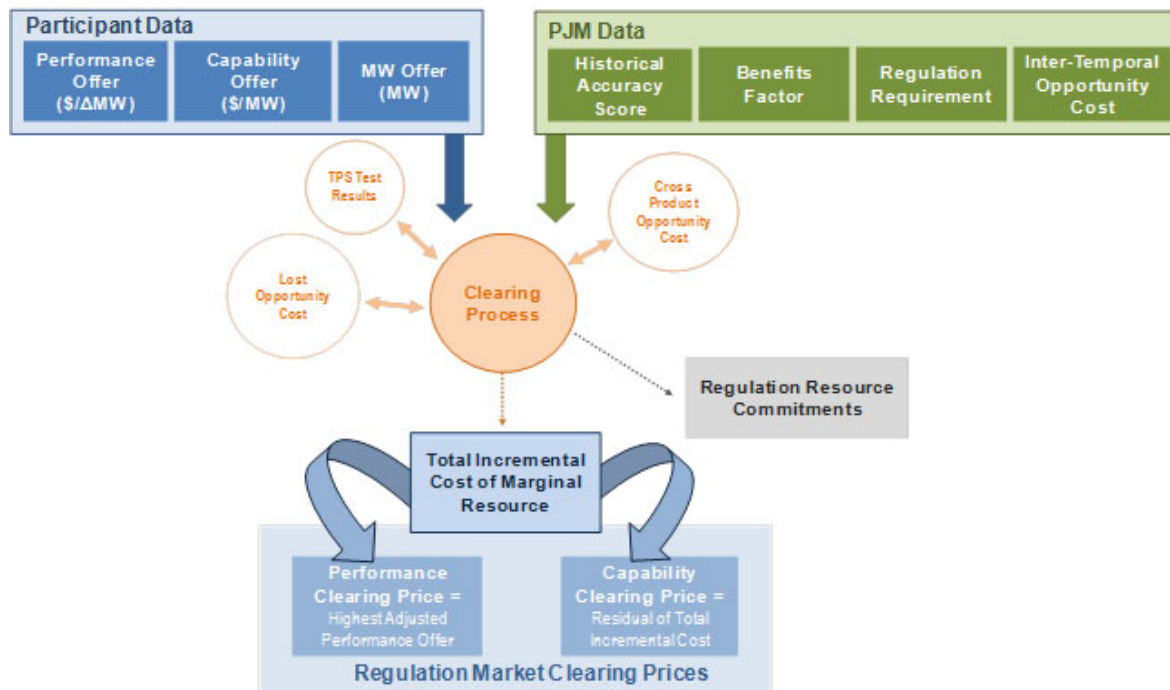 Participant Data
Performance
Offer
($/ΔMW)
Capability
Offer
($/MW)
MW Offer
(MW)
PJM Data
Historical
Accuracy
Score
Benefits
Factor
Regulation
Requirement
Inter-Temporal
Opportunity
Cost
TPS Test
Results
Cross
Product
Opportunity
Cost
Lost
Opportunity
Cost
Clearing
Process
Regulation Resource
Commitments
Total Incremental
Cost of Marginal
Resource
Performance
Clearing Price =
Highest Adjusted
Performance Offer
Capability
Clearing Price =
Residual of Total
Incremental Cost
Regulation Market Clearing Prices